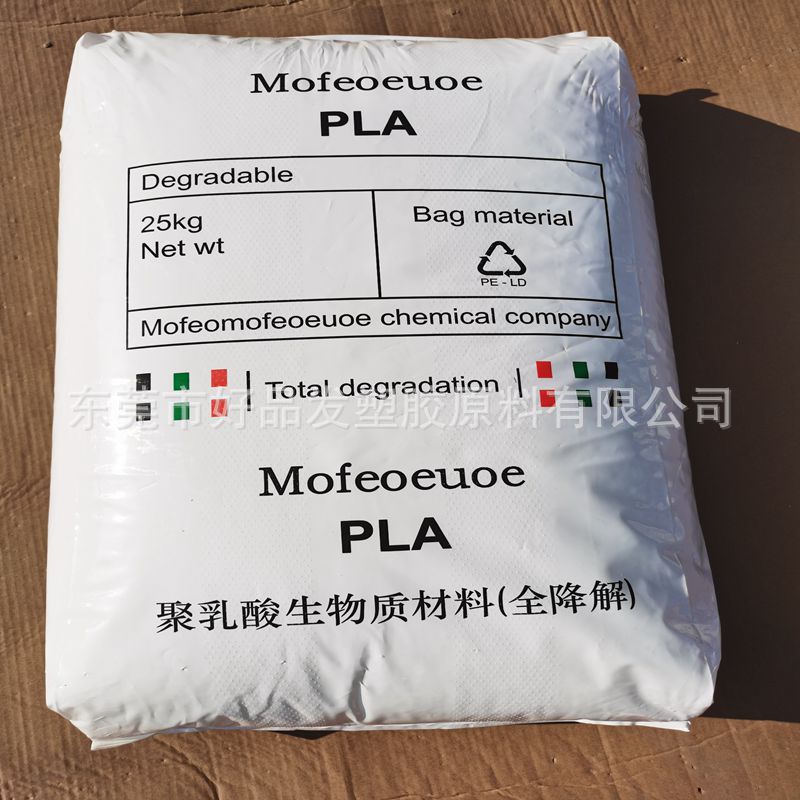 Mofeoeuoe
PLA
Degradable
25kg
Net wt
Bag material
PE - LD
Mofeomofeoeuoe chemical company
Total degradation
东莞市好品友塑胶原料有限公司
Mofeoeuoe
PLA
聚乳酸生物质材料(全降解)